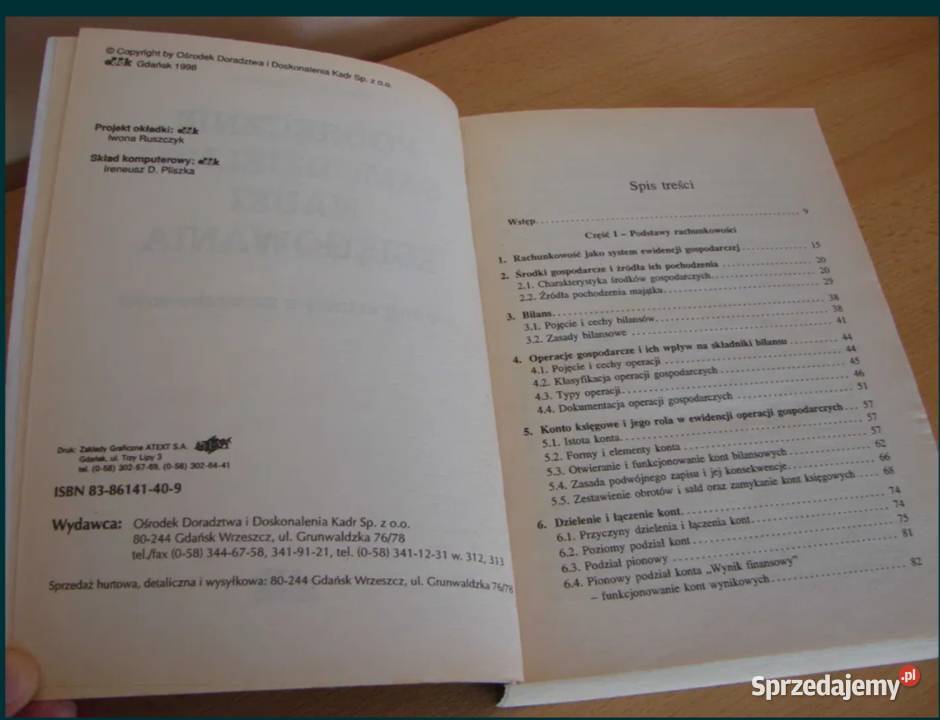 © Copyright by Ośrodek Doradztwa i Doskonalenia Kadr Sp. z o.o.
Gdańsk 1998
Projekt okładki:
Iwona Ruszczyk
Skład komputerowy:
Ireneusz D. Pliszka
Druk: Zakłady Graficzne ATEXT S.A.
Gdańsk, ul. Trzy Lipy 3
tel. (0-58) 302-67-69, (0-58) 302-64-41
ISBN 83-86141-40-9
Wydawca: Ośrodek Doradztwa i Doskonalenia Kadr Sp. z o.o.
80-244 Gdańsk Wrzeszcz, ul. Grunwaldzka 76/78
tel./fax (0-58) 344-67-58, 341-91-21, tel. (0-58) 341-12-31 w. 312, 313
Sprzedaż hurtowa, detaliczna i wysyłkowa: 80-244 Gdańsk Wrzeszcz, ul. Grunwaldzka 76/78
Spis treści
Wstęp 9
Część I – Podstawy rachunkowości
1. Rachunkowość jako system ewidencji gospodarczej 15
2. Środki gospodarcze i źródła ich pochodzenia 20
2.1. Charakterystyka środków gospodarczych 20
2.2. Źródła pochodzenia majątku 29
3. Bilans 38
3.1. Pojęcie i cechy bilansów 38
3.2. Zasady bilansowe 41
4. Operacje gospodarcze i ich wpływ na składniki bilansu 44
4.1. Pojęcie i cechy operacji 44
4.2. Klasyfikacja operacji gospodarczych 45
4.3. Typy operacji 46
4.4. Dokumentacja operacji gospodarczych 51
5. Konto księgowe i jego rola w ewidencji operacji gospodarczych 57
5.1. Istota konta 57
5.2. Formy i elementy konta 57
5.3. Otwieranie i funkcjonowanie kont bilansowych 62
5.4. Zasada podwójnego zapisu i jej konsekwencje 66
5.5. Zestawienie obrotów i sald oraz zamykanie kont księgowych 68
6. Dzielenie i łączenie kont 74
6.1. Przyczyny dzielenia i łączenia kont 74
6.2. Poziomy podział kont 75
6.3. Podział pionowy 81
6.4. Pionowy podział konta „Wynik finansowy”
– funkcjonowanie kont wynikowych 82
Sprzedajemy.pl